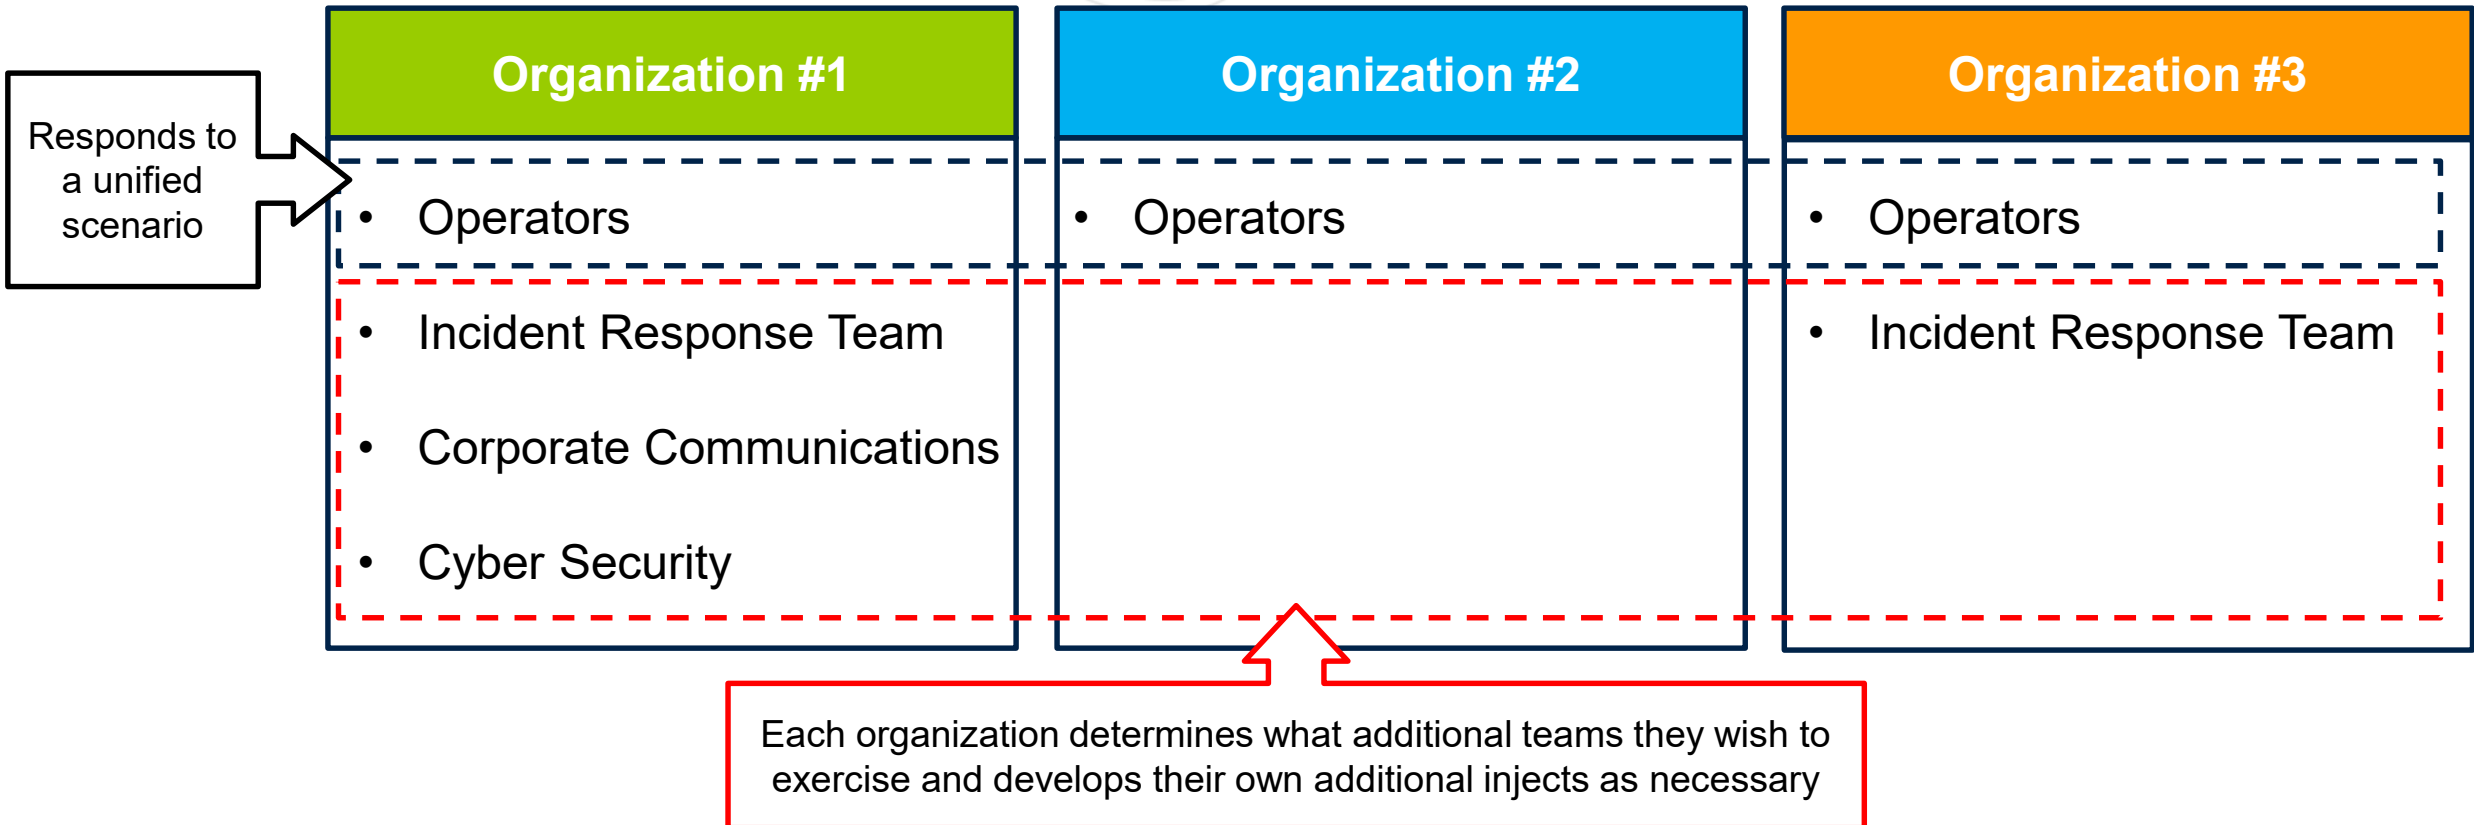 Organization #1
Organization #2
Organization #3
Responds to
a unified
scenario
• Operators
• Operators
• Operators
• Incident Response Team
• Incident Response Team
• Corporate Communications
• Cyber Security
Each organization determines what additional teams they wish to
exercise and develops their own additional injects as necessary